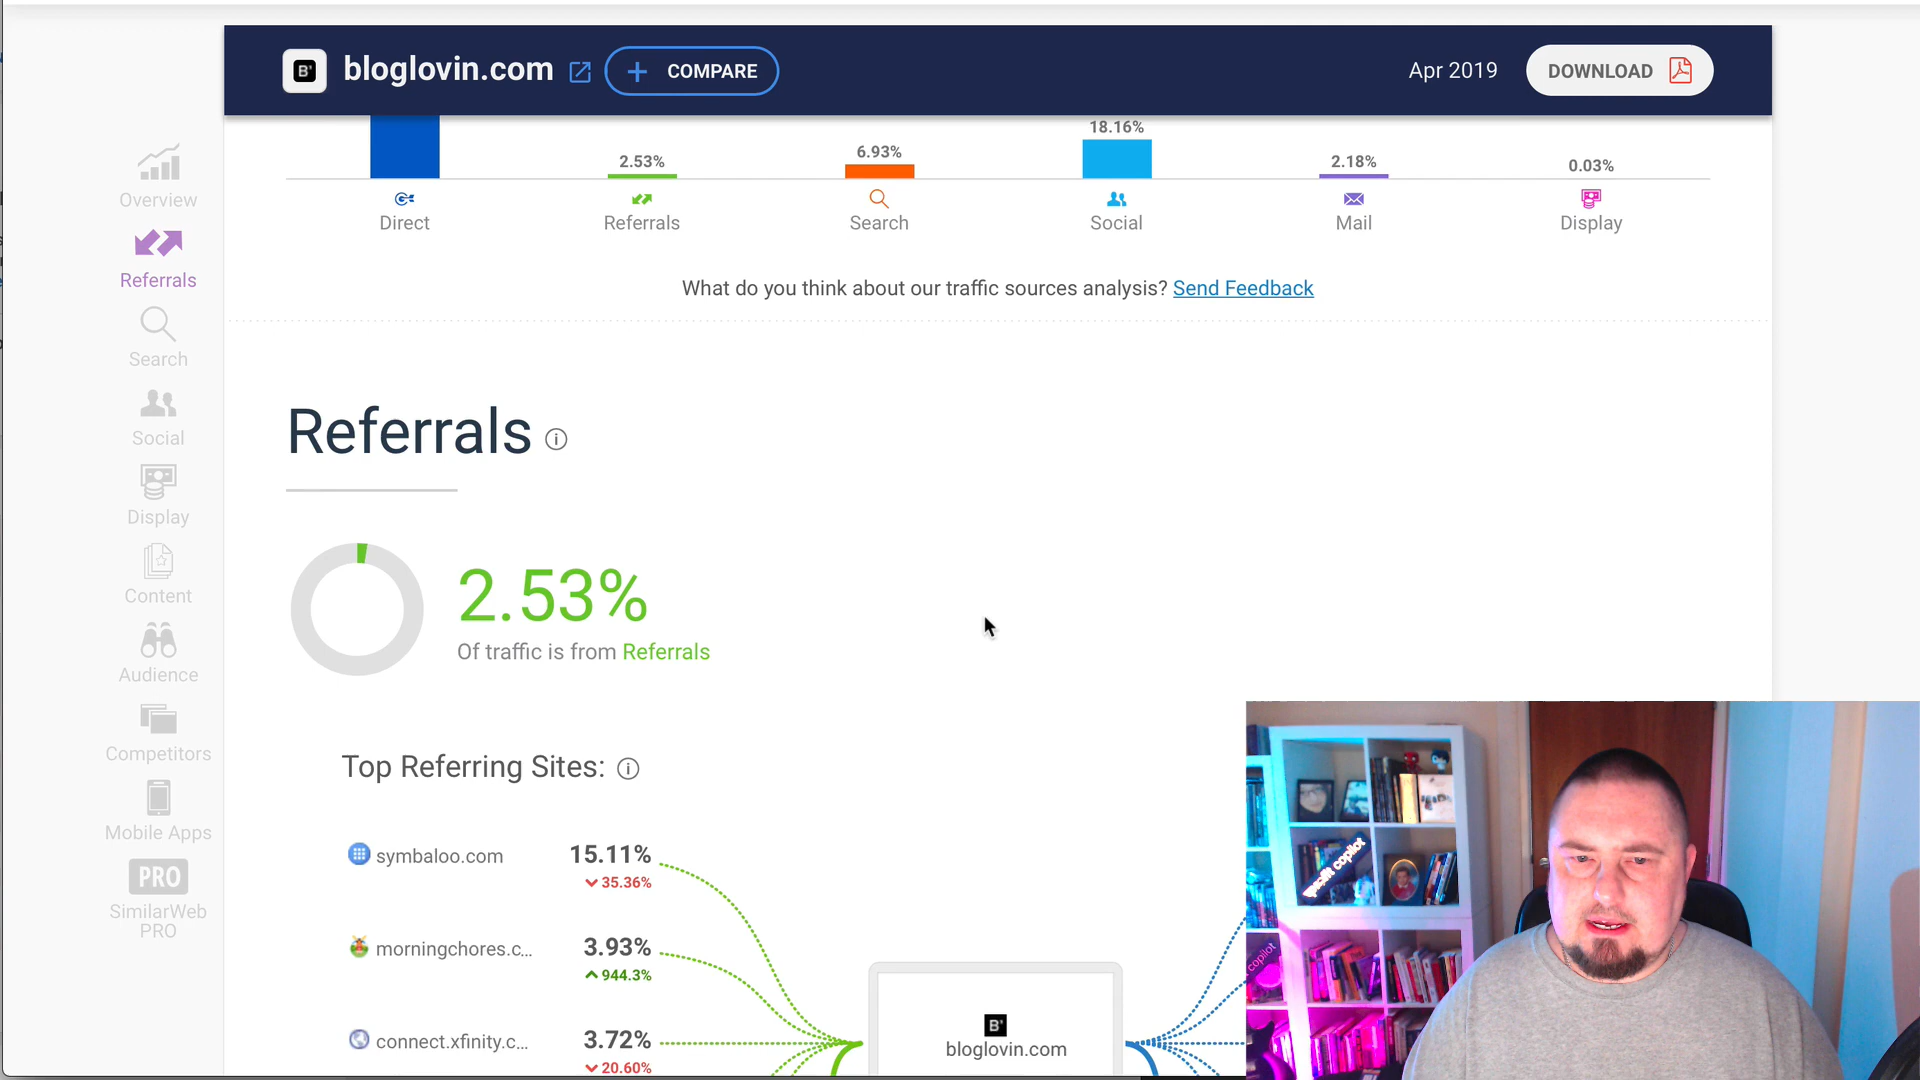 B'
bloglovin.com
+ COMPARE
Apr 2019
DOWNLOAD
2.53%
6.93%
18.16%
2.18%
0.03%
Direct
Referrals
Search
Social
Mail
Display
What do you think about our traffic sources analysis? Send Feedback
Overview
Referrals
Search
Social
Display
Content
Audience
Competitors
Mobile Apps
PRO
SimilarWeb
PRO
Referrals
2.53%
Of traffic is from Referrals
Top Referring Sites:
symbaloo.com
15.11%
35.36%
morningchores.c...
3.93%
944.3%
connect.xfinity.c...
3.72%
20.60%
B'
bloglovin.com
copilot
copilot